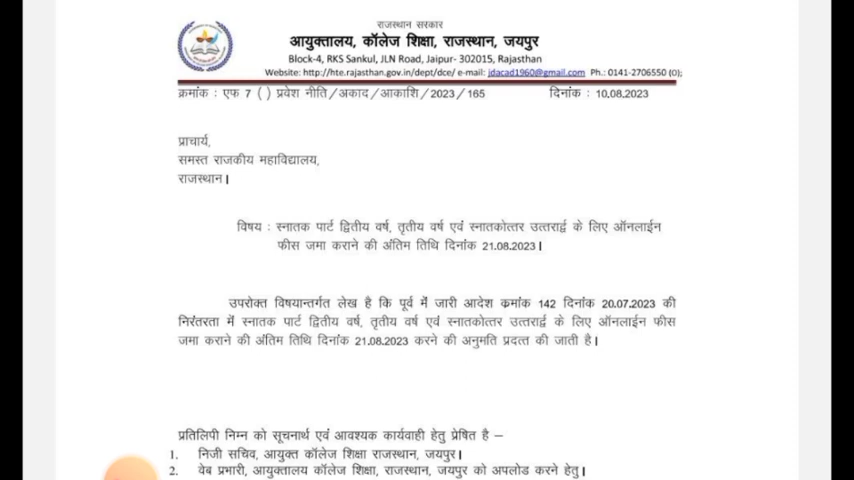 राजस्थान सरकार
आयुक्तालय, कॉलेज शिक्षा, राजस्थान, जयपुर
Block-4, RKS Sankul, JLN Road, Jaipur- 302015, Rajasthan
Website: http://hte.rajasthan.gov.in/dept/dce/ e-mail: jdacad1960@gmail.com Ph.: 0141-2706550 (O);
क्रमांक : एफ 7 ( ) प्रवेश नीति/अकाद/आकाशि/2023/165 दिनांक : 10.08.2023
प्राचार्य,
समस्त राजकीय महाविद्यालय,
राजस्थान।
विषय : स्नातक पार्ट द्वितीय वर्ष, तृतीय वर्ष एवं स्नातकोत्तर उत्तरार्द्ध के लिए ऑनलाईन
फीस जमा कराने की अंतिम तिथि दिनांक 21.08.2023।
उपरोक्त विषयान्तर्गत लेख है कि पूर्व में जारी आदेश क्रमांक 142 दिनांक 20.07.2023 की
निरंतरता में स्नातक पार्ट द्वितीय वर्ष, तृतीय वर्ष एवं स्नातकोत्तर उत्तरार्द्ध के लिए ऑनलाईन फीस
जमा कराने की अंतिम तिथि दिनांक 21.08.2023 करने की अनुमति प्रदत्त की जाती है।
प्रतिलिपी निम्न को सूचनार्थ एवं आवश्यक कार्यवाही हेतु प्रेषित है –
1. निजी सचिव, आयुक्त कॉलेज शिक्षा राजस्थान, जयपुर।
2. वेब प्रभारी, आयुक्तालय कॉलेज शिक्षा, राजस्थान, जयपुर को अपलोड करने हेतु।